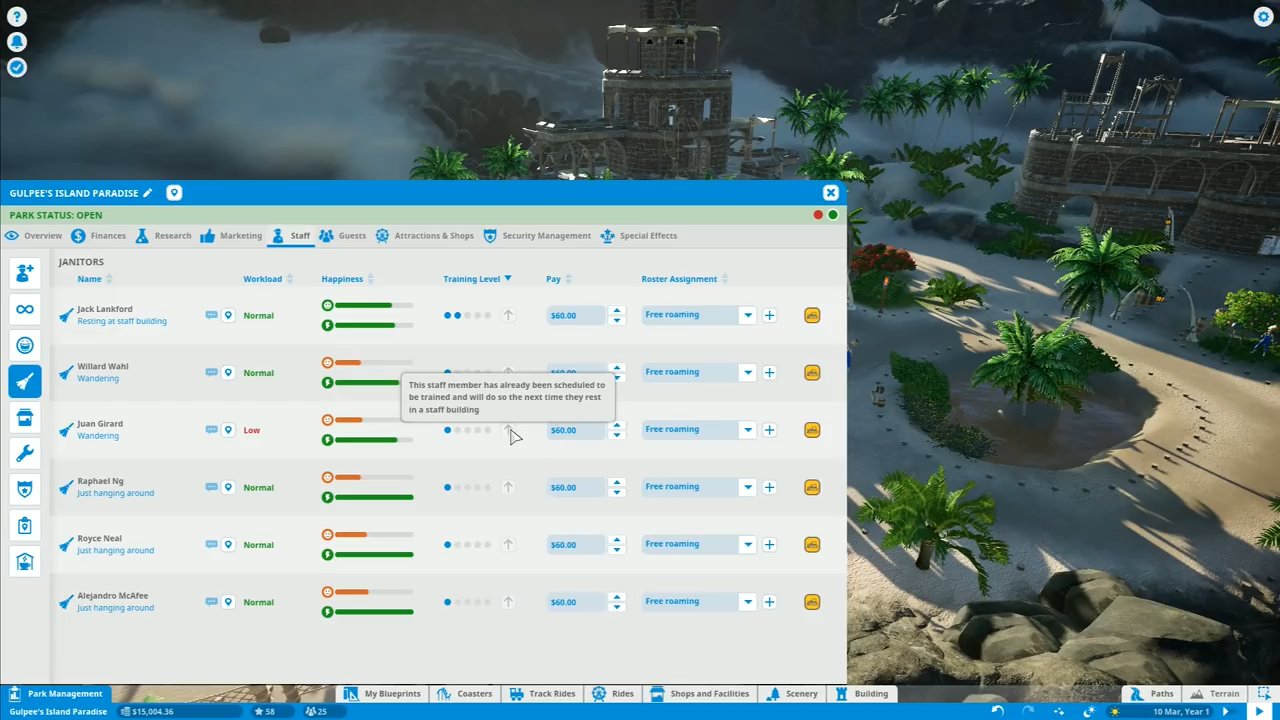 GULPEE'S ISLAND PARADISE
PARK STATUS: OPEN
Overview Finances Research Marketing Staff Guests Attractions & Shops Security Management Special Effects
JANITORS
Name Workload Happiness Training Level Pay Roster Assignment
Jack Lankford
Resting at staff building
Normal $60.00 Free roaming
Willard Wahl
Wandering
Normal Free roaming
This staff member has already been scheduled to
be trained and will do so the next time they rest
in a staff building
Juan Girard
Wandering
Low $60.00 Free roaming
Raphael Ng
Just hanging around
Normal $60.00 Free roaming
Royce Neal
Just hanging around
Normal $60.00 Free roaming
Alejandro McAfee
Just hanging around
Normal $60.00 Free roaming
Park Management My Blueprints Coasters Track Rides Rides Shops and Facilities Scenery Building Paths Terrain
Gulpee's Island Paradise $15,004.36 58 25 10 Mar, Year 1